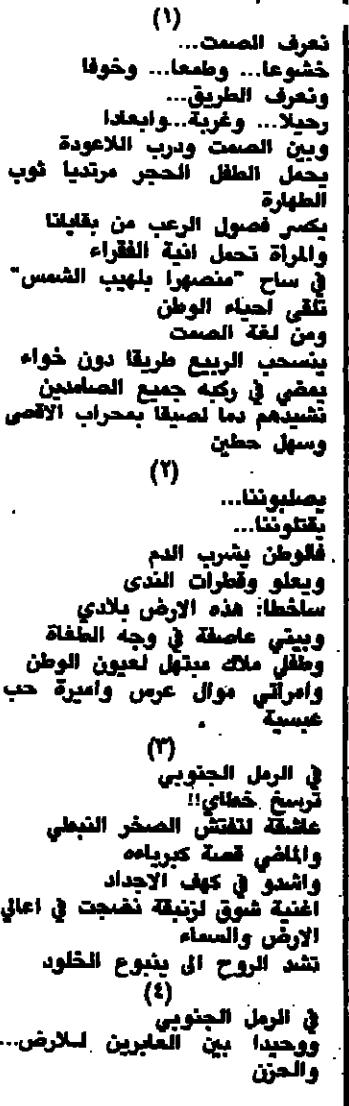 (١)
نعرف الصمت...
خشوعا... وطمعا... وخوفا
ونعرف الطريق...
رحيلا... وغربة...وابعادا
وبين الصمت ودرب اللاعودة
يحمل الطفل الحجر مرتديا ثوب
الطهارة
يكسر فصول الرعب من بقايانا
والمرأة تحمل انية الفقراء
في ساح "منصهرا بلهيب الشمس"
تلقى احياء الوطن
ومن لغة الصمت
ينسحب الربيع طريقا دون خواء
يمضي في ركبه جميع الصامدين
نشيدهم دما لصيقا بمحراب الاقصى
وسهل حطين
(٢)
يصلبوننا...
يقتلوننا...
فالوطن يشرب الدم
ويعلو وقطرات الندى
ساخطا: هذه الارض بلادي
وبيتي عاصفة في وجه الطغاة
وطفلي ملاك مبتهل لعيون الوطن
وامرأتي موال عرس واميرة حب
عبسية
(٣)
في الرمل الجنوبي
ترسخ خطاي!!
عاشقة لتفتش الصخر النبطي
والماضي قصة كبرياءه
واشدو في كهف الاجداد
اغنية شوق لزنبقة نضجت في اعالي
الارض والسماء
تشد الروح الى ينبوع الخلود
(٤)
في الرمل الجنوبي
ووحيدا بين العابرين للارض...
والحزن